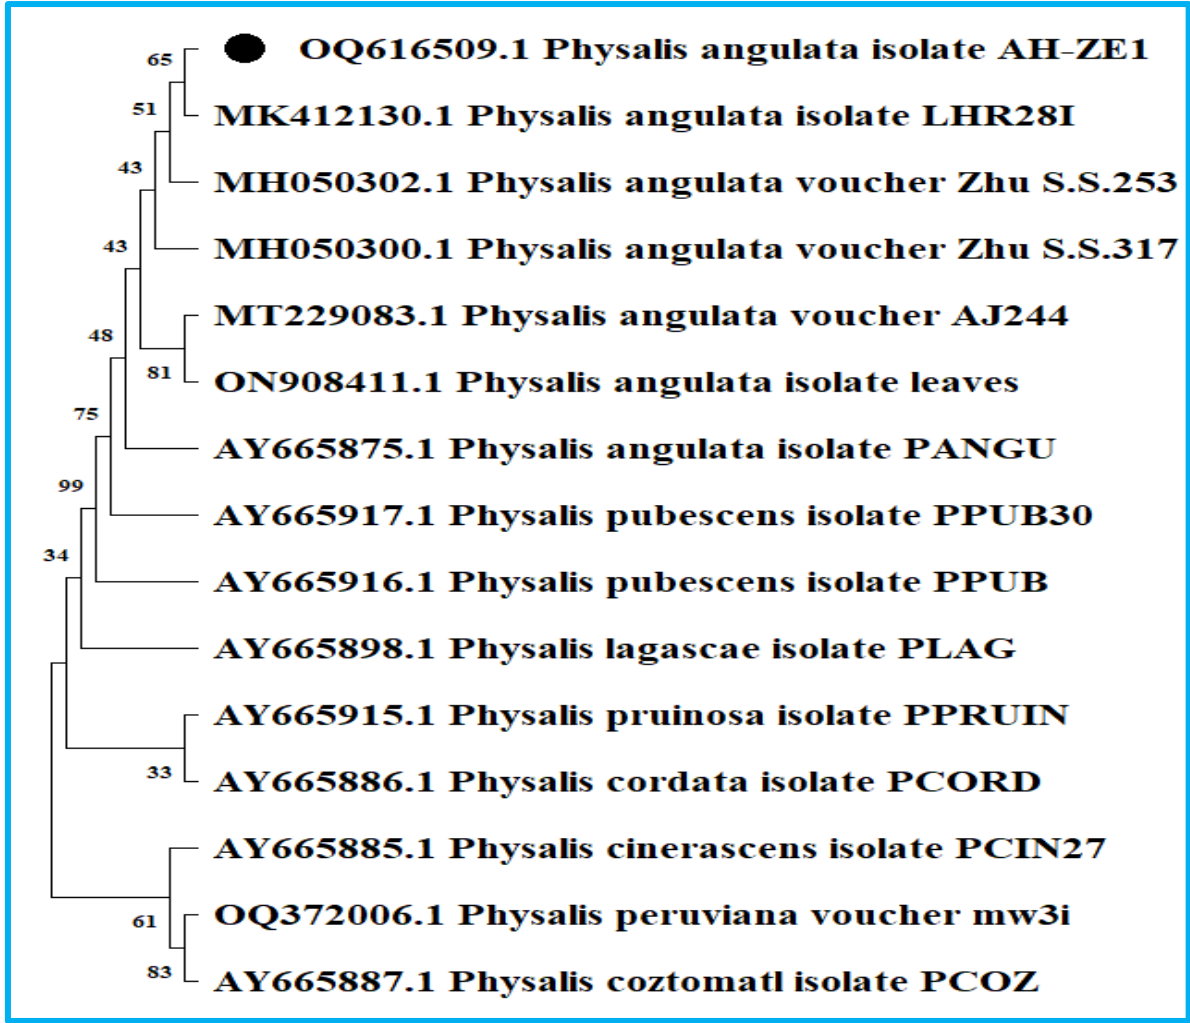 65
OQ616509.1 Physalis angulata isolate AH-ZE1
51
MK412130.1 Physalis angulata isolate LHR28I
43
MH050302.1 Physalis angulata voucher Zhu S.S.253
43
MH050300.1 Physalis angulata voucher Zhu S.S.317
MT229083.1 Physalis angulata voucher AJ244
48
81
ON908411.1 Physalis angulata isolate leaves
75
AY665875.1 Physalis angulata isolate PANGU
99
AY665917.1 Physalis pubescens isolate PPUB30
34
AY665916.1 Physalis pubescens isolate PPUB
AY665898.1 Physalis lagascae isolate PLAG
AY665915.1 Physalis pruinosa isolate PPRUIN
33
AY665886.1 Physalis cordata isolate PCORD
AY665885.1 Physalis cinerascens isolate PCIN27
61
OQ372006.1 Physalis peruviana voucher mw3i
83
AY665887.1 Physalis coztomatl isolate PCOZ